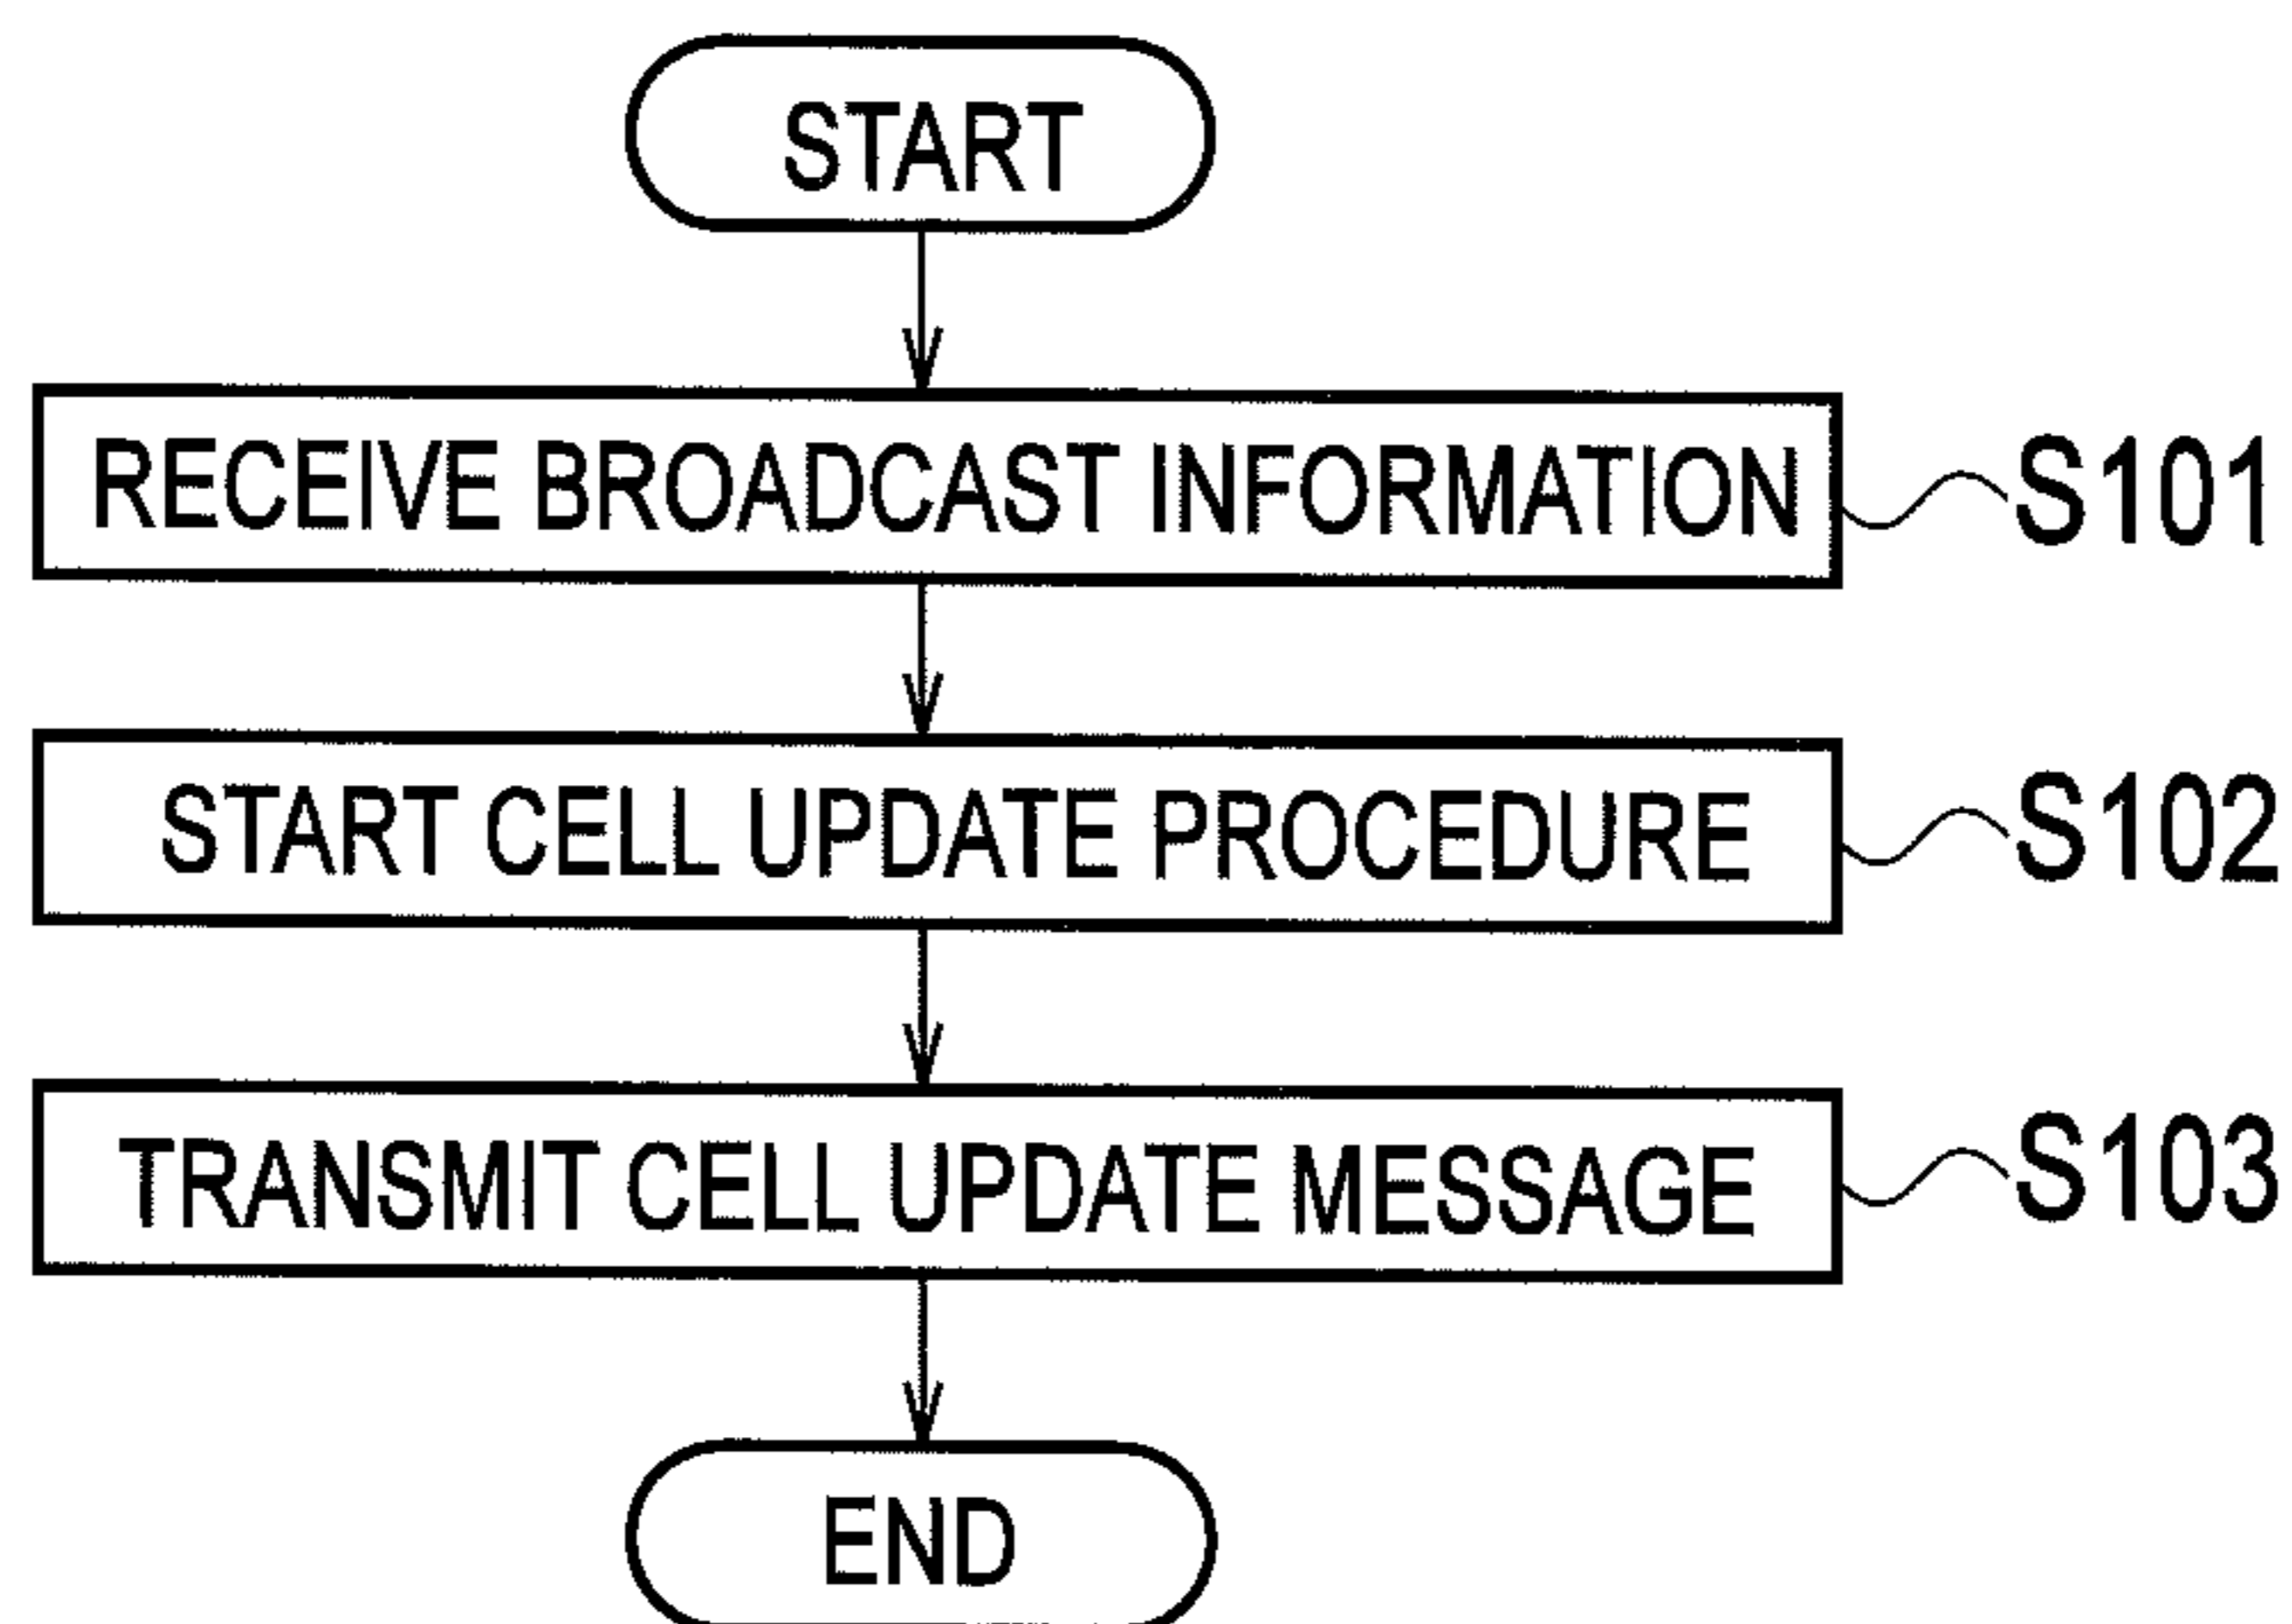 START
RECEIVE BROADCAST INFORMATION S101
START CELL UPDATE PROCEDURE S102
TRANSMIT CELL UPDATE MESSAGE S103
END